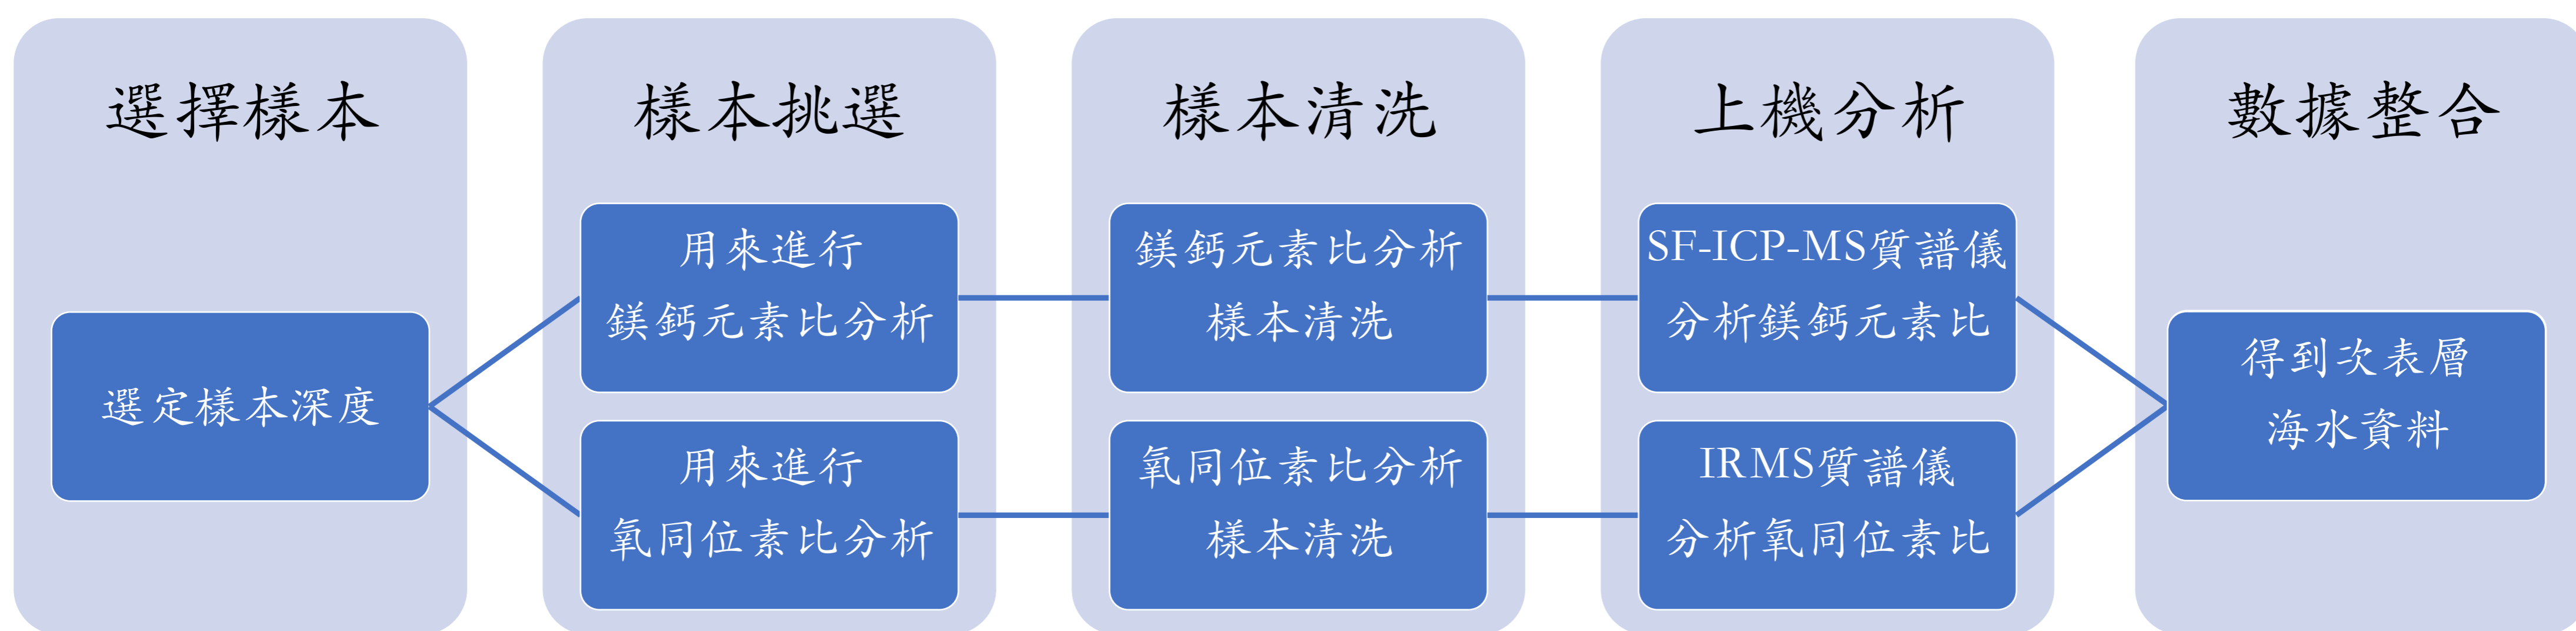 選擇樣本
選定樣本深度
樣本挑選
用來進行
鎂鈣元素比分析
用來進行
氧同位素比分析
樣本清洗
鎂鈣元素比分析
樣本清洗
氧同位素比分析
樣本清洗
上機分析
SF-ICP-MS質譜儀
分析鎂鈣元素比
IRMS質譜儀
分析氧同位素比
數據整合
得到次表層
海水資料